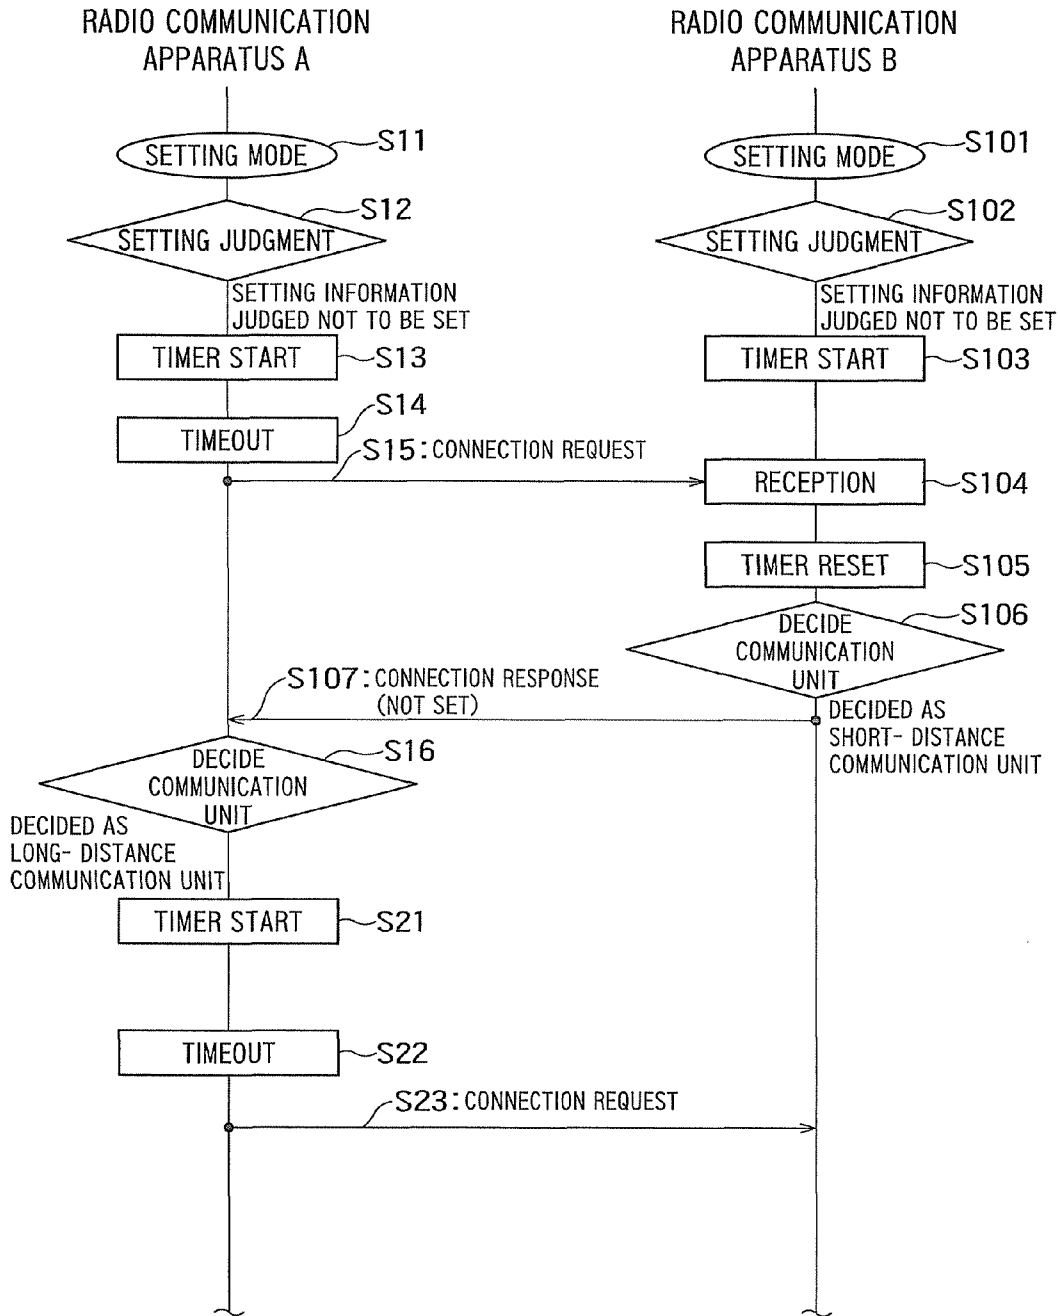 RADIO COMMUNICATION
APPARATUS A
RADIO COMMUNICATION
APPARATUS B
SETTING MODE
S11
SETTING MODE
S101
SETTING JUDGMENT
S12
SETTING JUDGMENT
S102
SETTING INFORMATION
JUDGED NOT TO BE SET
SETTING INFORMATION
JUDGED NOT TO BE SET
TIMER START
S13
TIMER START
S103
TIMEOUT
S14
S15: CONNECTION REQUEST
RECEPTION
S104
TIMER RESET
S105
DECIDE
COMMUNICATION
UNIT
S106
S107: CONNECTION RESPONSE
(NOT SET)
DECIDED AS
SHORT- DISTANCE
COMMUNICATION UNIT
DECIDE
COMMUNICATION
UNIT
S16
DECIDED AS
LONG- DISTANCE
COMMUNICATION UNIT
TIMER START
S21
TIMEOUT
S22
S23: CONNECTION REQUEST